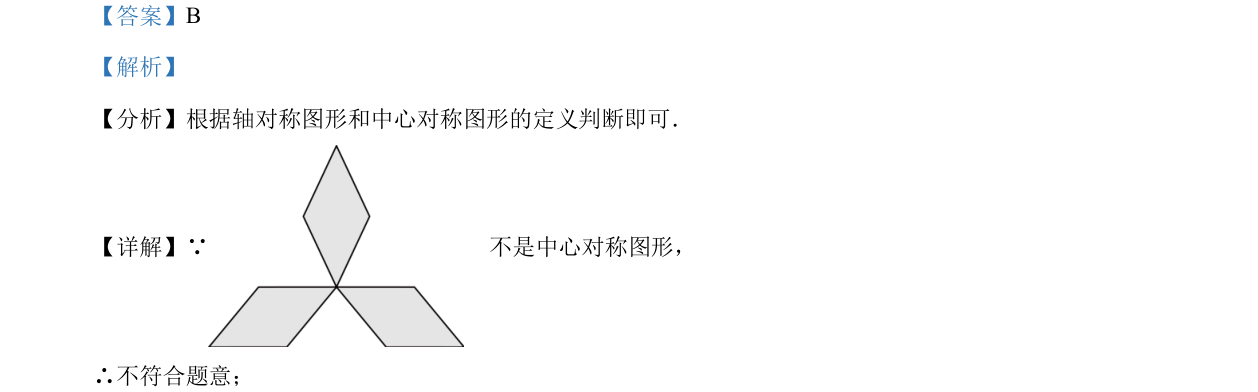 【答案】B
【解析】
【分析】根据轴对称图形和中心对称图形的定义判断即可．
【详解】∵ 不是中心对称图形，
∴不符合题意；